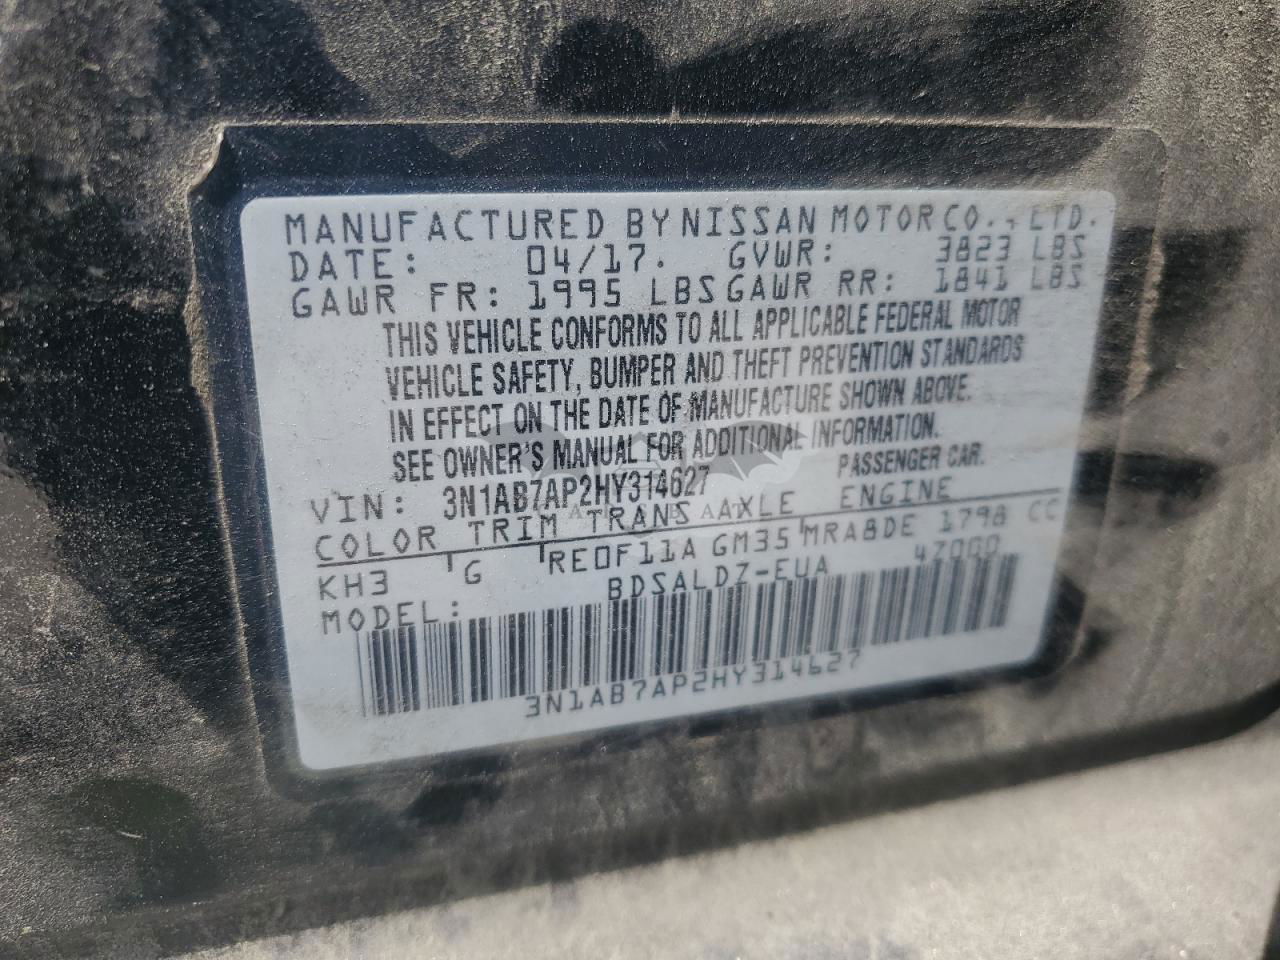 MANUFACTURED BY NISSAN MOTOR CO., LTD.
DATE: 04/17. GVWR: 3823 LBS
GAWR FR: 1995 LBS GAWR RR: 1841 LBS
THIS VEHICLE CONFORMS TO ALL APPLICABLE FEDERAL MOTOR
VEHICLE SAFETY, BUMPER AND THEFT PREVENTION STANDARDS
IN EFFECT ON THE DATE OF MANUFACTURE SHOWN ABOVE.
SEE OWNER'S MANUAL FOR ADDITIONAL INFORMATION.
VIN: 3N1AB7AP2HY314627 PASSENGER CAR.
COLOR TRIM TRANS AXLE ENGINE
KH3 G RE0F11A GM35 MRA8DE 1798 CC
MODEL: BDSALDZ-EUA 4Z0G0
3N1AB7AP2HY314627